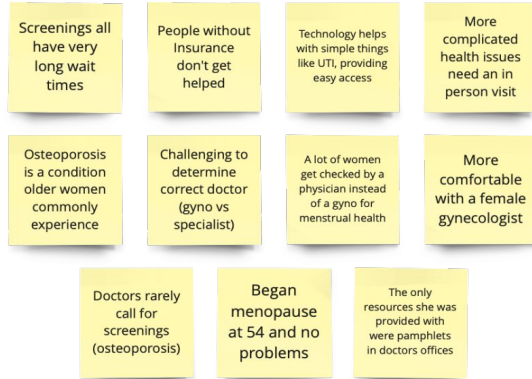 Screenings all
have very
long wait
times
People without
Insurance
don't get
helped
Technology helps
with simple things
like UTI, providing
easy access
More
complicated
health issues
need an in
person visit
Osteoporosis
is a condition
older women
commonly
experience
Challenging to
determine
correct doctor
(gyno vs
specialist)
A lot of women
get checked by a
physician instead
of a gyno for
menstrual health
More
comfortable
with a female
gynecologist
Doctors rarely
call for
screenings
(osteoporosis)
Began
menopause
at 54 and no
problems
The only
resources she was
provided with
were pamphlets
in doctors offices